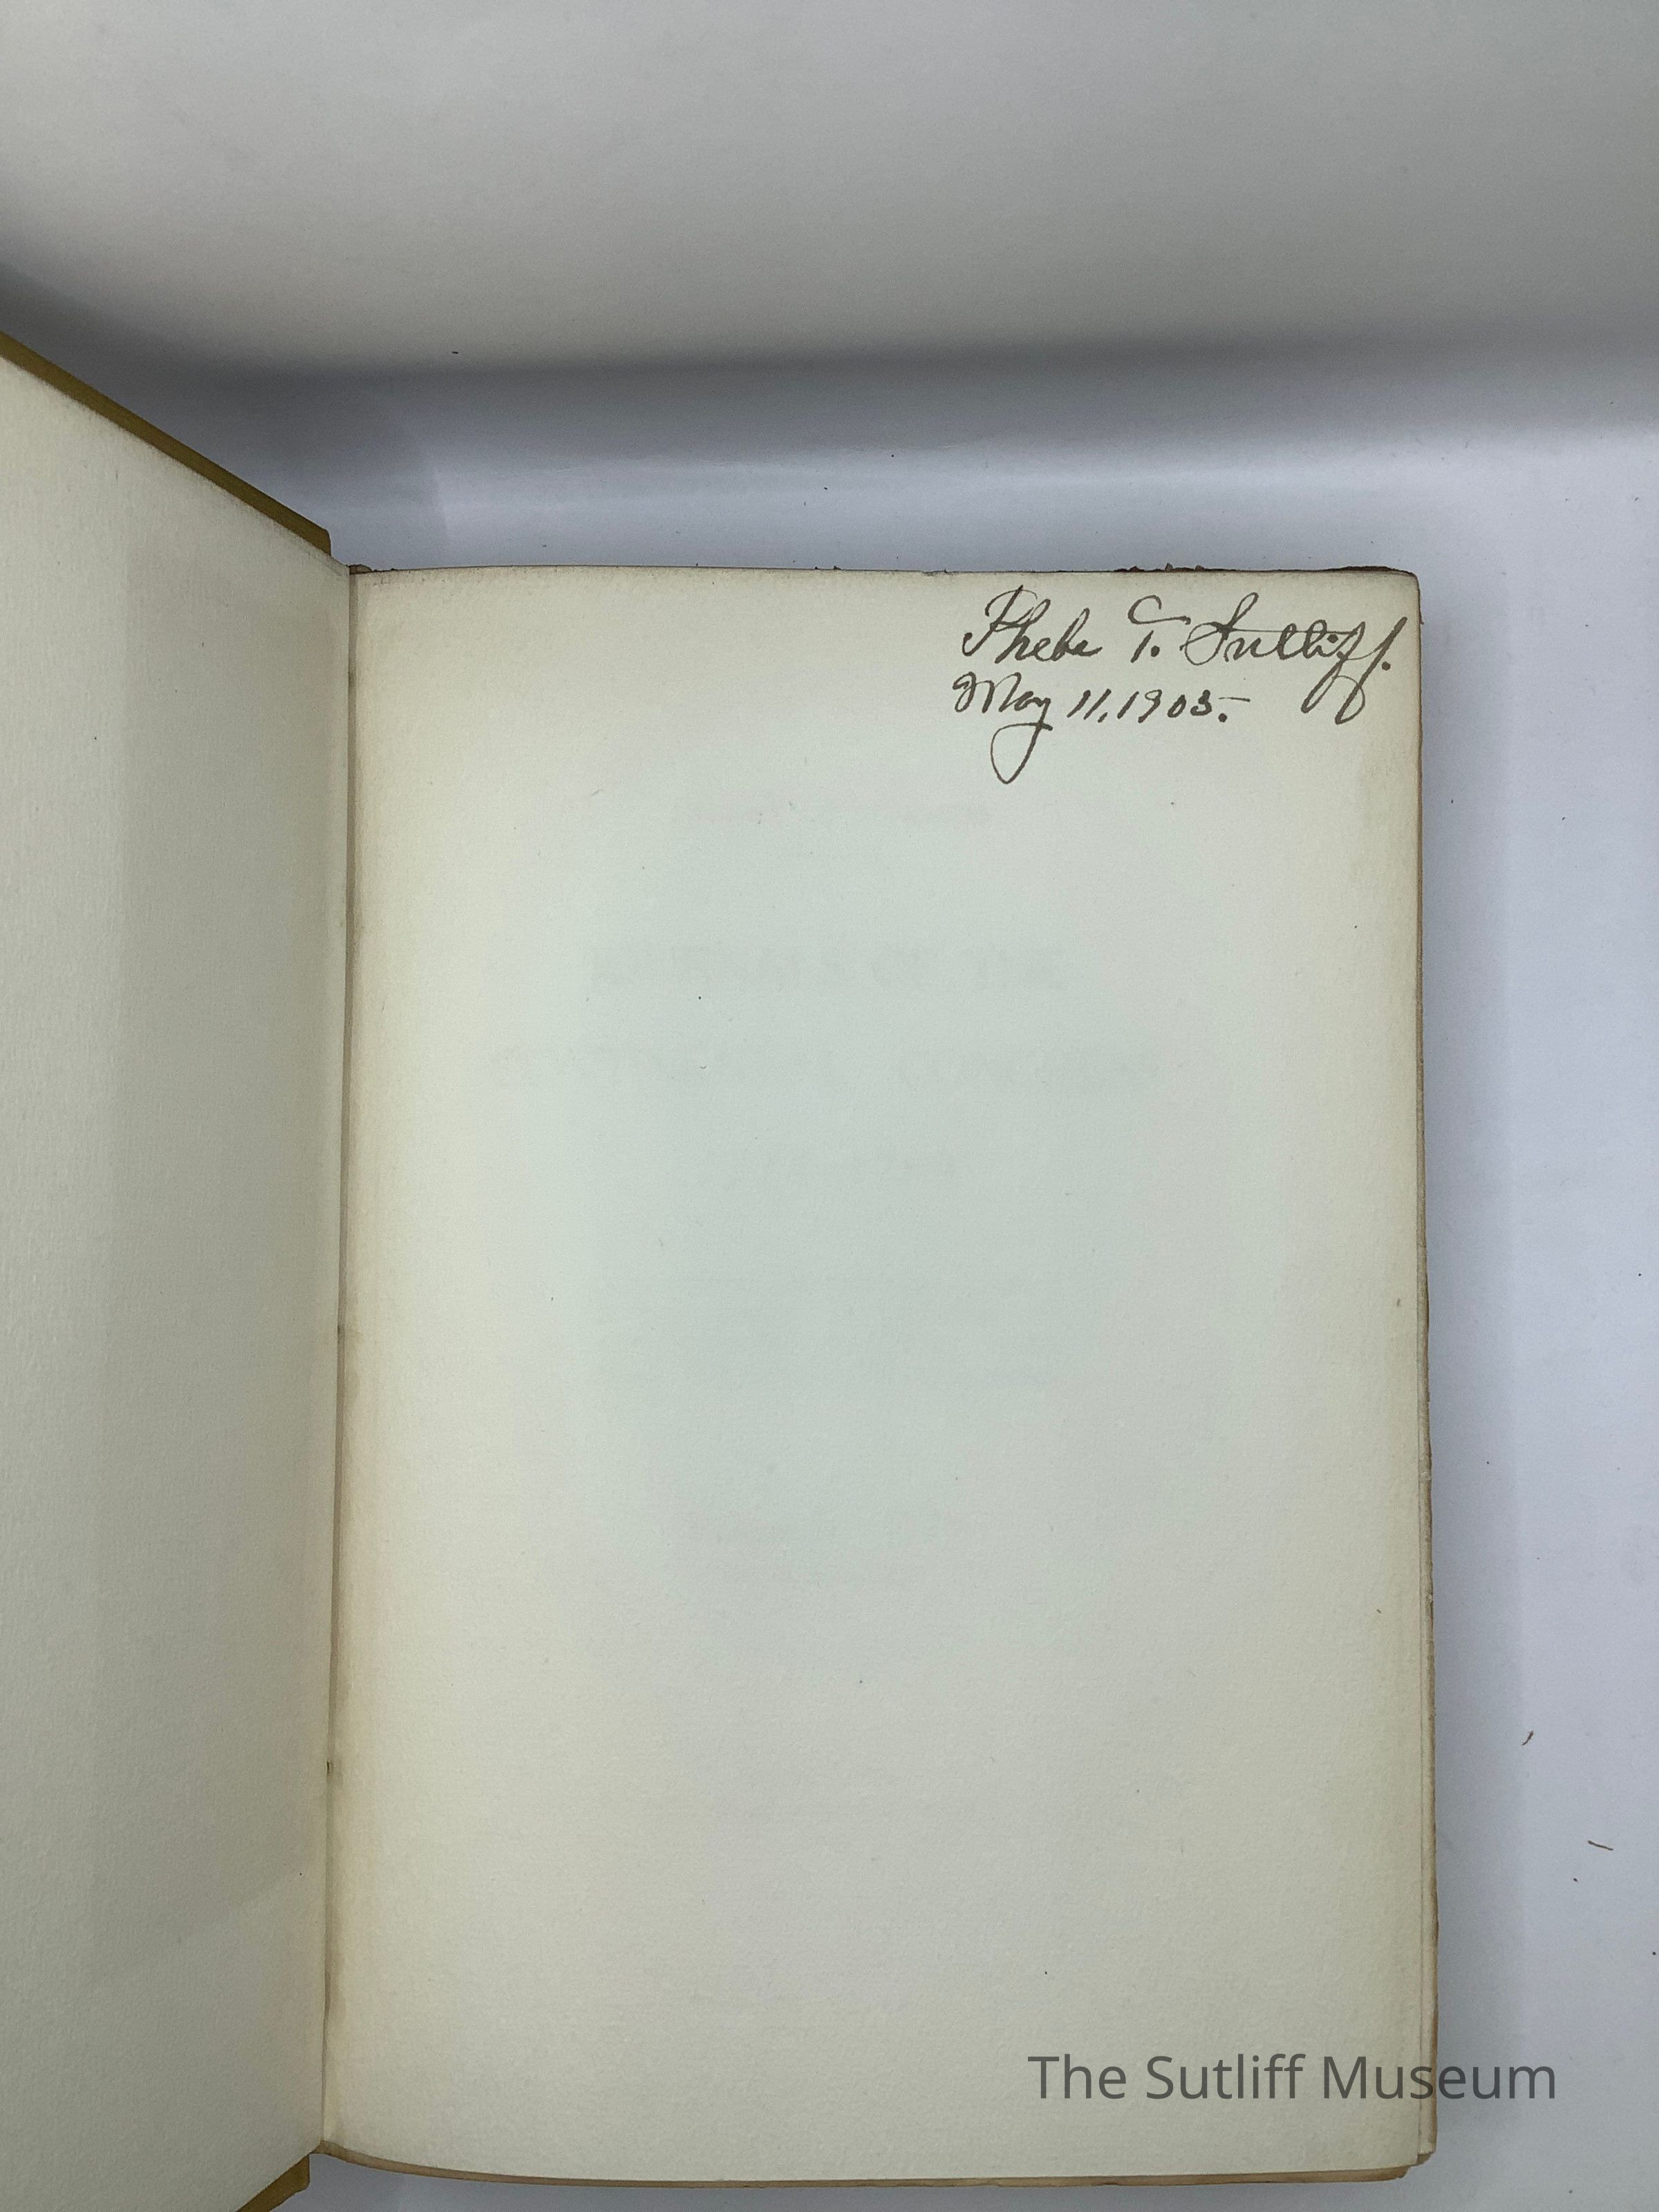 Phebe T. Sutliff.
May 11, 1903.
The Sutliff Museum